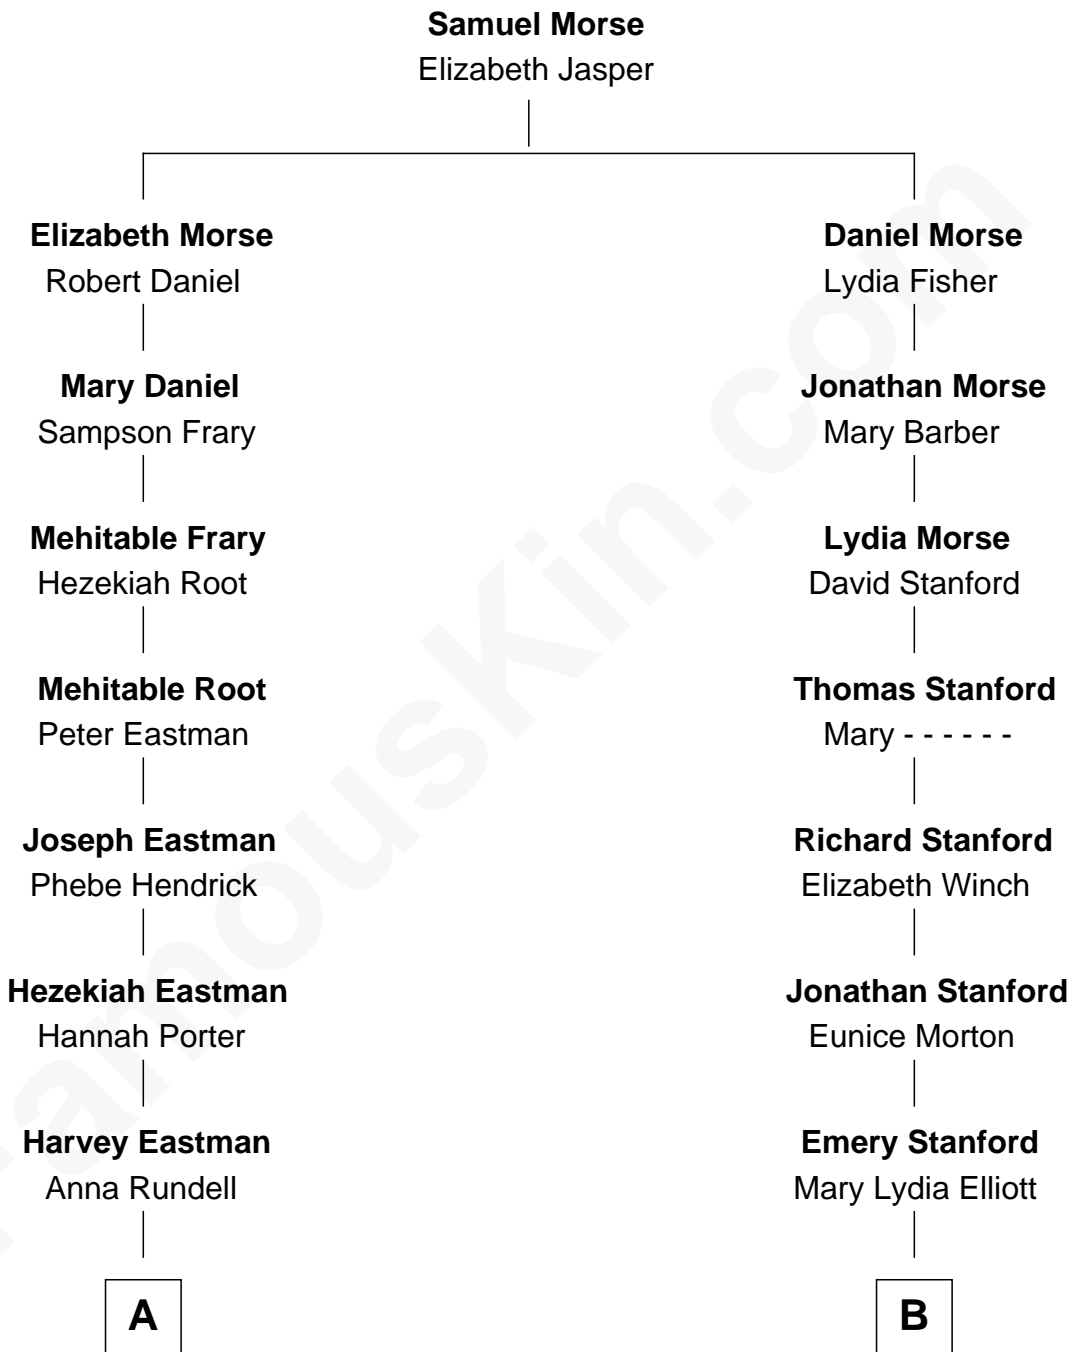 Samuel Morse
Elizabeth Jasper
Elizabeth Morse
Robert Daniel
Daniel Morse
Lydia Fisher
Mary Daniel
Sampson Frary
Jonathan Morse
Mary Barber
Mehitable Frary
Hezekiah Root
Lydia Morse
David Stanford
Mehitable Root
Peter Eastman
Thomas Stanford
Mary - - - - - -
Joseph Eastman
Phebe Hendrick
Richard Stanford
Elizabeth Winch
Hezekiah Eastman
Hannah Porter
Jonathan Stanford
Eunice Morton
Harvey Eastman
Anna Rundell
Emery Stanford
Mary Lydia Elliott
A
B
FamousKin.com